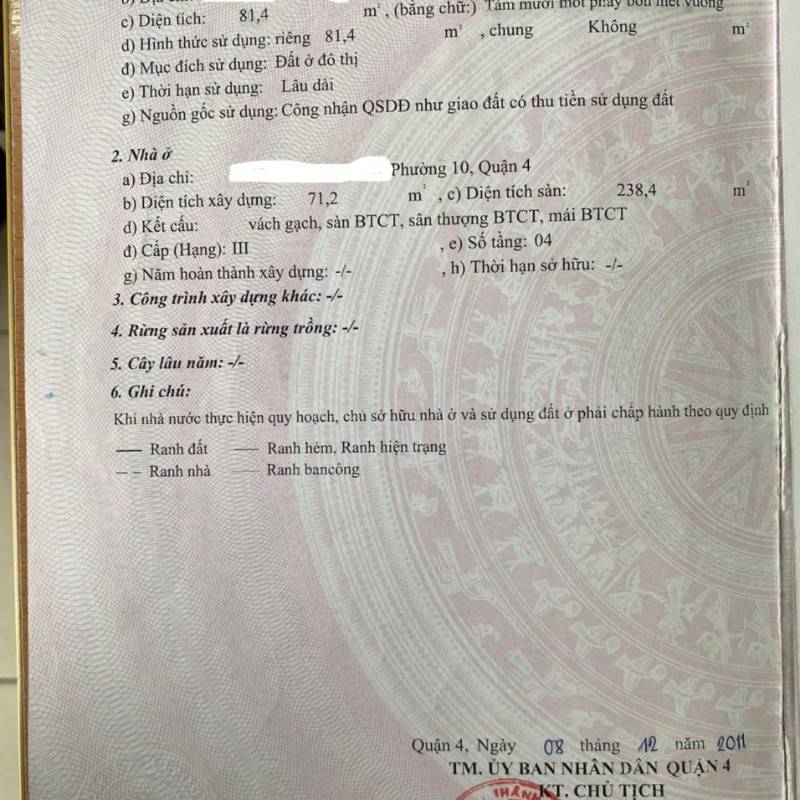 c) Diện tích: 81,4 m², (bằng chữ:) Tám mươi mốt phẩy bốn mét vuông
d) Hình thức sử dụng: riêng 81,4 m², chung Không m²
đ) Mục đích sử dụng: Đất ở đô thị
e) Thời hạn sử dụng: Lâu dài
g) Nguồn gốc sử dụng: Công nhận QSDĐ như giao đất có thu tiền sử dụng đất
2. Nhà ở
a) Địa chỉ: Phường 10, Quận 4
b) Diện tích xây dựng: 71,2 m², c) Diện tích sàn: 238,4 m²
d) Kết cấu: vách gạch, sàn BTCT, sân thượng BTCT, mái BTCT
đ) Cấp (Hạng): III , e) Số tầng: 04
g) Năm hoàn thành xây dựng: -/- , h) Thời hạn sở hữu: -/-
3. Công trình xây dựng khác: -/-
4. Rừng sản xuất là rừng trồng: -/-
5. Cây lâu năm: -/-
6. Ghi chú:
Khi nhà nước thực hiện quy hoạch, chủ sở hữu nhà ở và sử dụng đất ở phải chấp hành theo quy định
Ranh đất Ranh hẻm, Ranh hiện trạng
Ranh nhà Ranh bancông
Quận 4, Ngày 08 tháng 12 năm 2011
TM. ỦY BAN NHÂN DÂN QUẬN 4
KT. CHỦ TỊCH